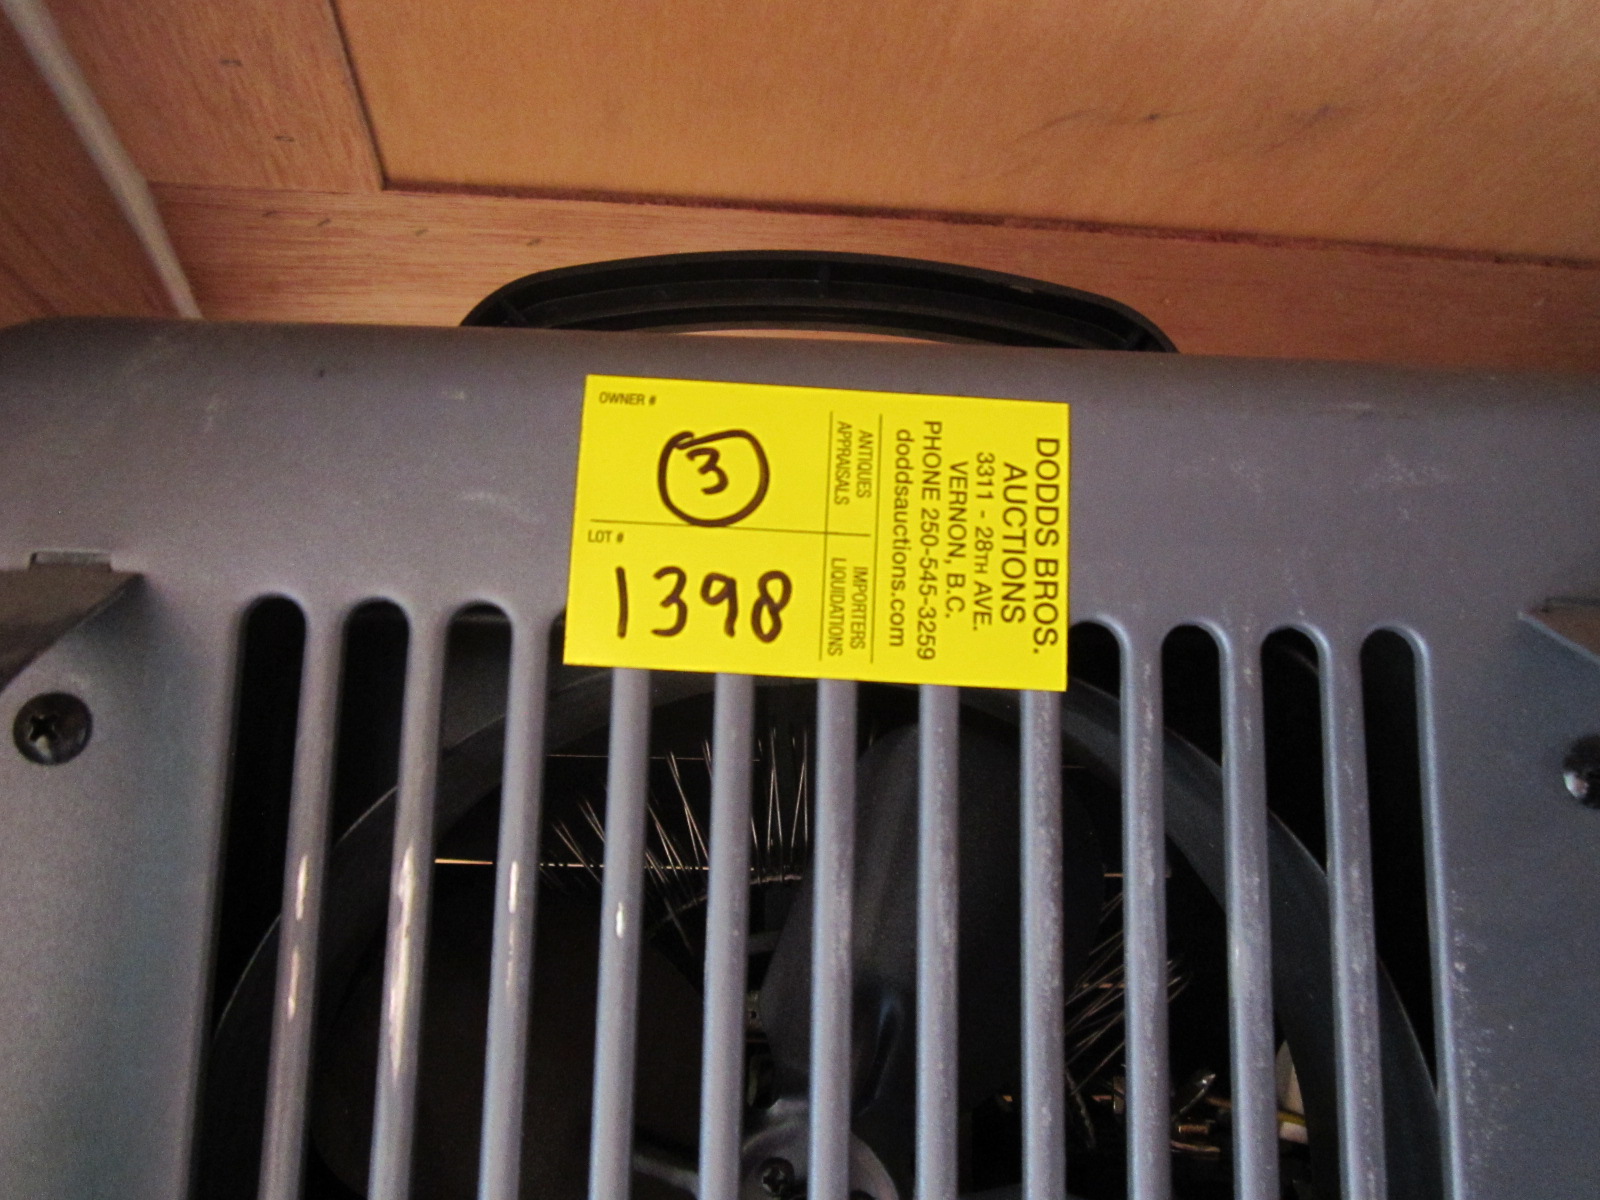 DODDS BROS.
AUCTIONS
3311 - 28TH AVE.
VERNON, B.C.
PHONE 250-545-3259
doddsauctions.com
ANTIQUES
APPRAISALS
IMPORTERS
LIQUIDATIONS
OWNER #
3
LOT #
1398